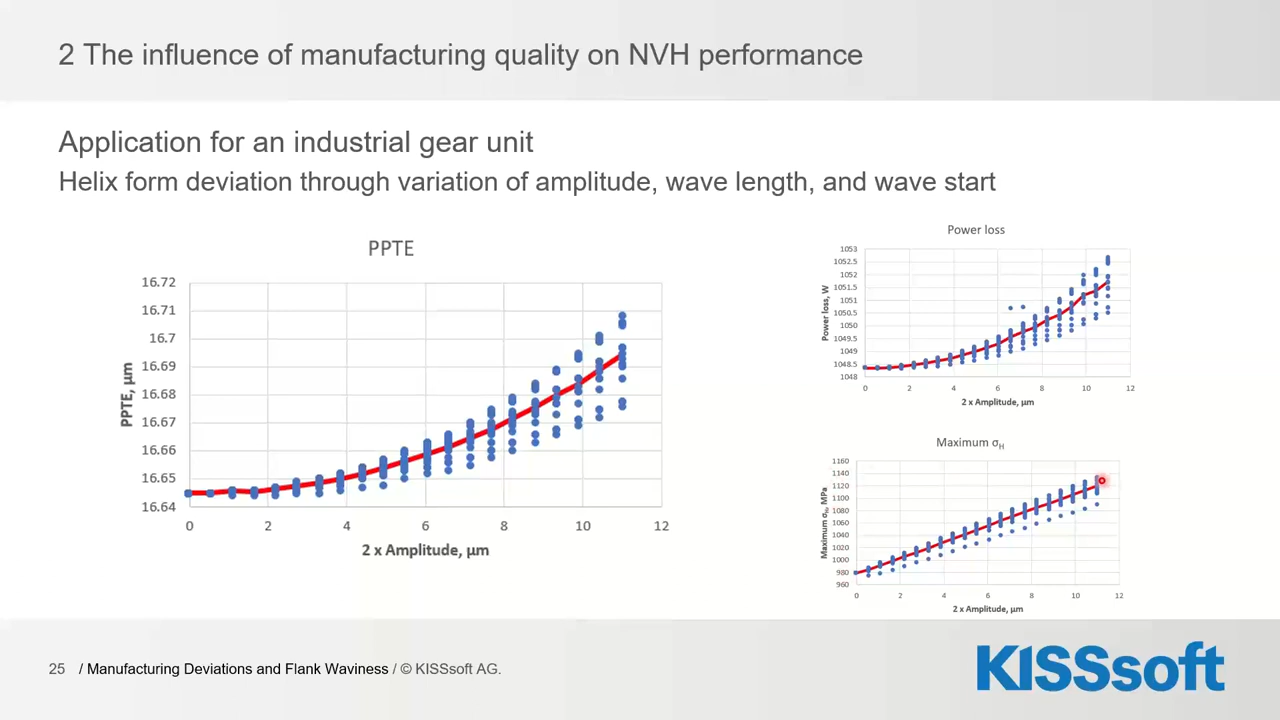 2 The influence of manufacturing quality on NVH performance
Application for an industrial gear unit
Helix form deviation through variation of amplitude, wave length, and wave start
PPTE
16.72
16.71
16.7
16.69
16.68
16.67
16.66
16.65
16.64
PPTE, µm
0 2 4 6 8 10 12
2 x Amplitude, µm
Power loss
1053
1052.5
1052
1051.5
1051
1050.5
1050
1049.5
1049
1048.5
1048
Power loss, W
0 2 4 6 8 10 12
2 x Amplitude, µm
Maximum σH
1160
1140
1120
1100
1080
1060
1040
1020
1000
980
960
Maximum σH, MPa
0 2 4 6 8 10 12
2 x Amplitude, µm
25 / Manufacturing Deviations and Flank Waviness / © KISSsoft AG.
KISSsoft